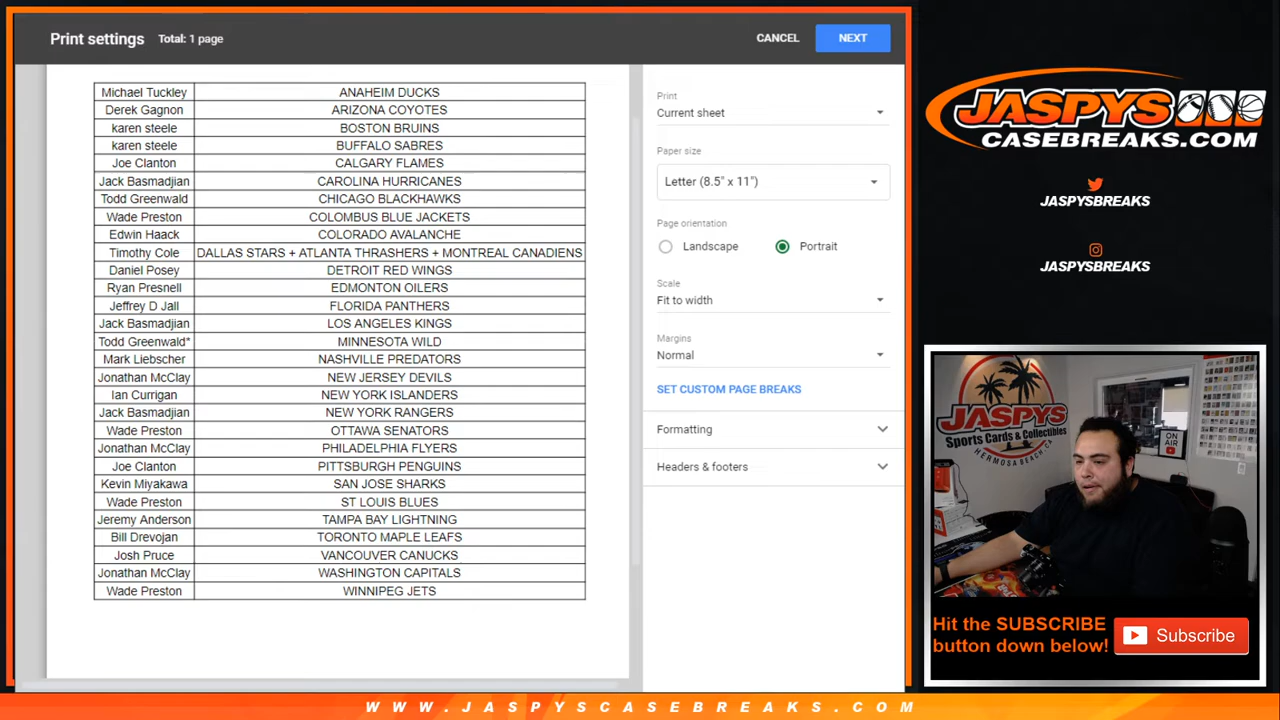 Print settings Total: 1 page CANCEL NEXT
Michael Tuckley ANAHEIM DUCKS
Derek Gagnon ARIZONA COYOTES
karen steele BOSTON BRUINS
karen steele BUFFALO SABRES
Joe Clanton CALGARY FLAMES
Jack Basmadjian CAROLINA HURRICANES
Todd Greenwald CHICAGO BLACKHAWKS
Wade Preston COLOMBUS BLUE JACKETS
Edwin Haack COLORADO AVALANCHE
Timothy Cole DALLAS STARS + ATLANTA THRASHERS + MONTREAL CANADIENS
Daniel Posey DETROIT RED WINGS
Ryan Presnell EDMONTON OILERS
Jeffrey D Jall FLORIDA PANTHERS
Jack Basmadjian LOS ANGELES KINGS
Todd Greenwald* MINNESOTA WILD
Mark Liebscher NASHVILLE PREDATORS
Jonathan McClay NEW JERSEY DEVILS
Ian Currigan NEW YORK ISLANDERS
Jack Basmadjian NEW YORK RANGERS
Wade Preston OTTAWA SENATORS
Jonathan McClay PHILADELPHIA FLYERS
Joe Clanton PITTSBURGH PENGUINS
Kevin Miyakawa SAN JOSE SHARKS
Wade Preston ST LOUIS BLUES
Jeremy Anderson TAMPA BAY LIGHTNING
Bill Drevojan TORONTO MAPLE LEAFS
Josh Pruce VANCOUVER CANUCKS
Jonathan McClay WASHINGTON CAPITALS
Wade Preston WINNIPEG JETS
Print
Current sheet
Paper size
Letter (8.5" x 11")
Page orientation
Landscape Portrait
Scale
Fit to width
Margins
Normal
SET CUSTOM PAGE BREAKS
Formatting
Headers & footers
JASPYS
CASEBREAKS.COM
JASPYSBREAKS
JASPYSBREAKS
JASPYS
Sports Cards & Collectibles
HERMOSA BEACH, CA
ON
AIR
Hit the SUBSCRIBE
button down below!
Subscribe
WWW.JASPYSCASEBREAKS.COM